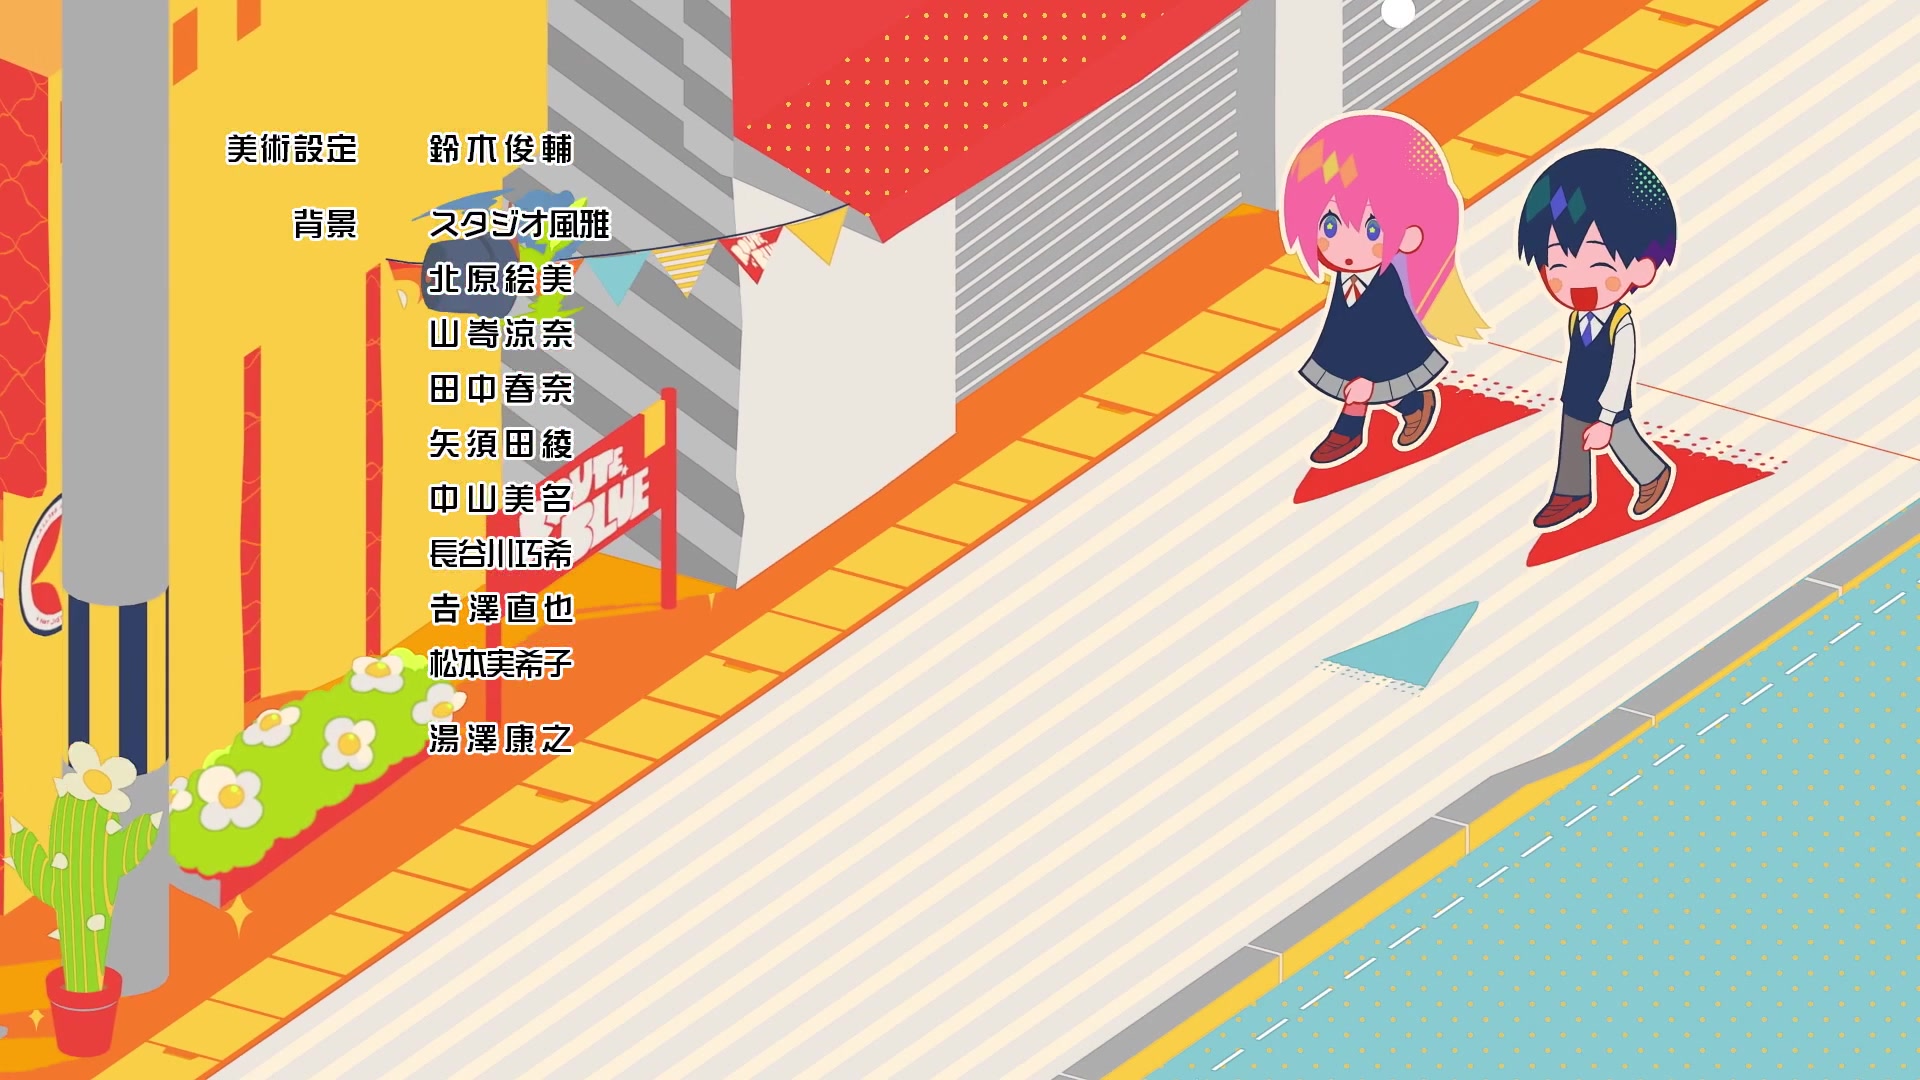 美術設定 鈴木俊輔
背景 スタジオ風雅
北原絵美
山嵜涼奈
田中春奈
矢須田綾
中山美名
長谷川巧希
吉澤直也
松本実希子
湯澤康之
BLUE